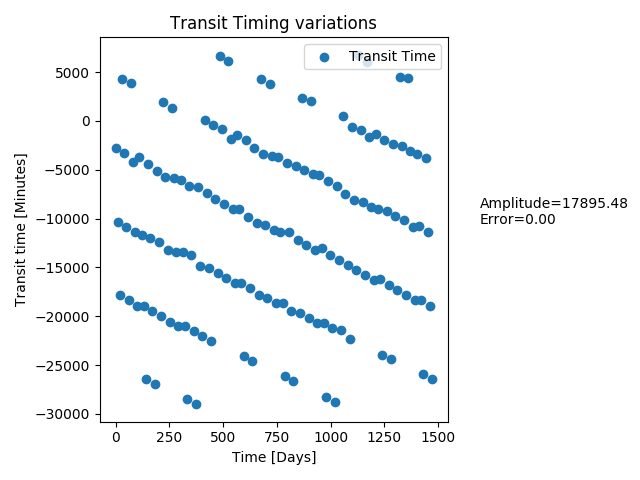 Transit Timing variations
Transit Time
5000
0
−5000
−10000
−15000
−20000
−25000
−30000
Transit time [Minutes]
0
250
500
750
1000
1250
1500
Time [Days]
Amplitude=17895.48
Error=0.00